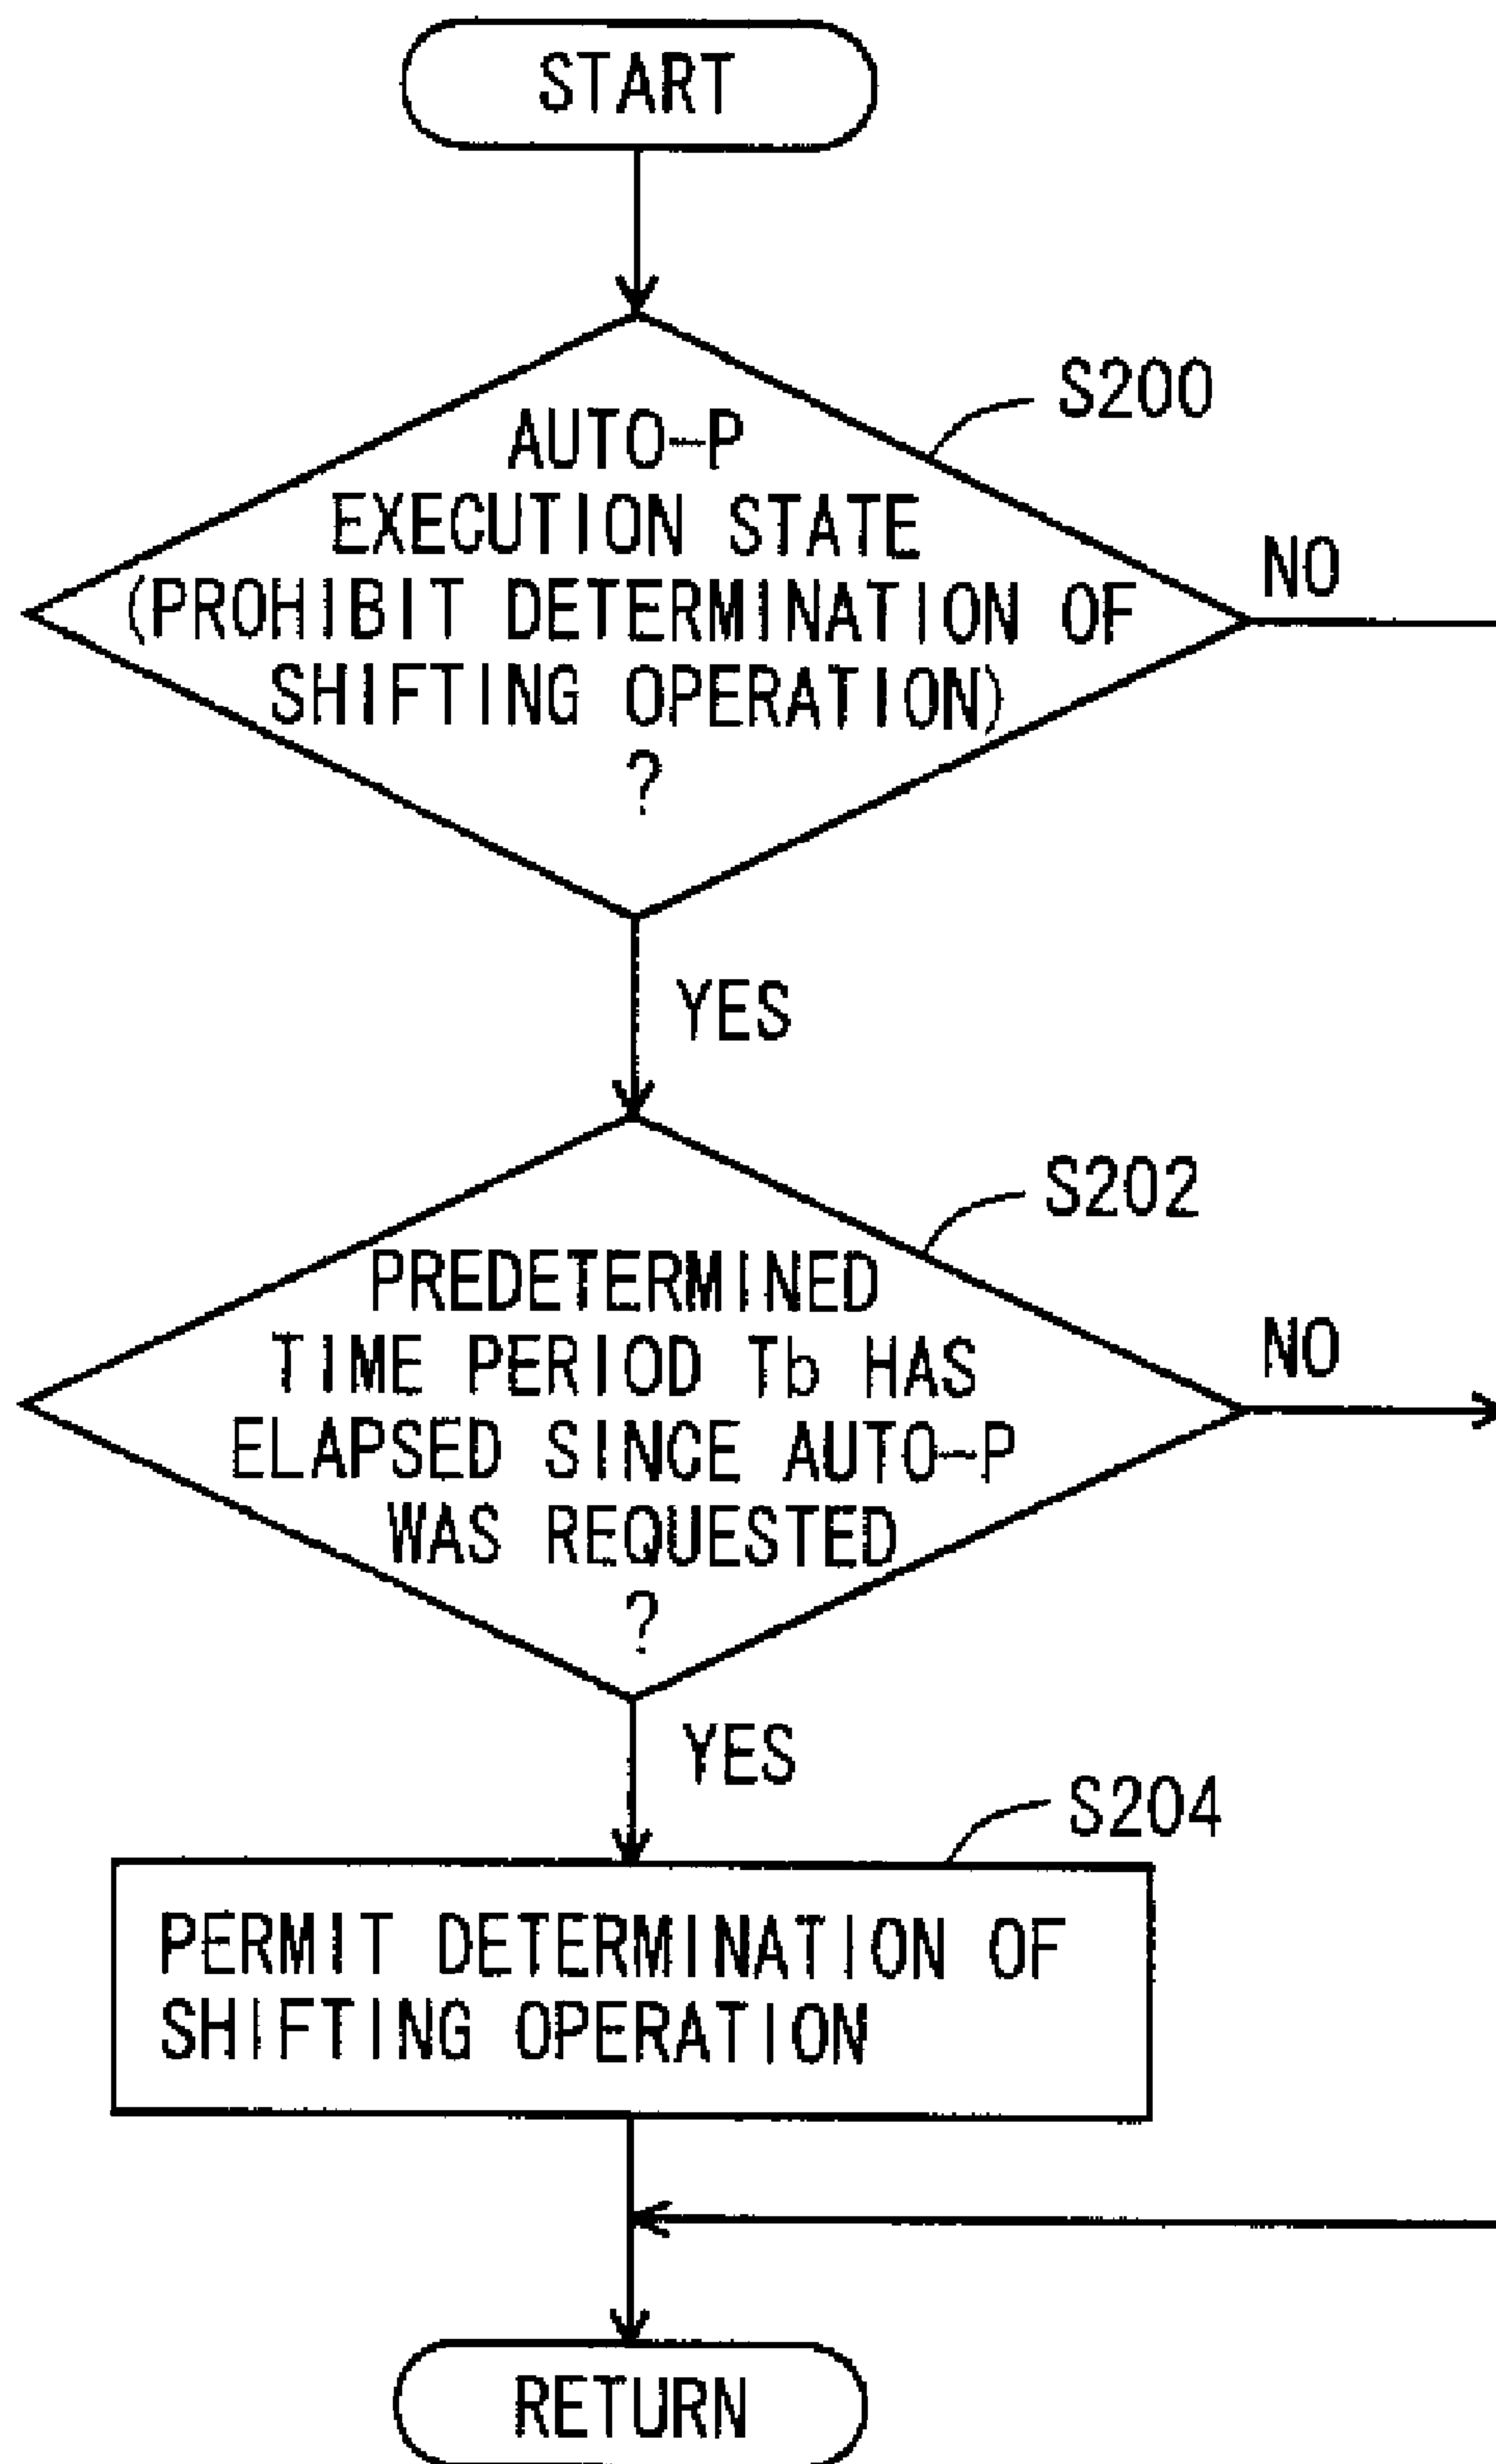 START
S200
AUTO-P
EXECUTION STATE
(PROHIBIT DETERMINATION OF
SHIFTING OPERATION)
?
NO
YES
S202
PREDETERMINED
TIME PERIOD Tb HAS
ELAPSED SINCE AUTO-P
WAS REQUESTED
?
NO
YES
S204
PERMIT DETERMINATION OF
SHIFTING OPERATION
RETURN